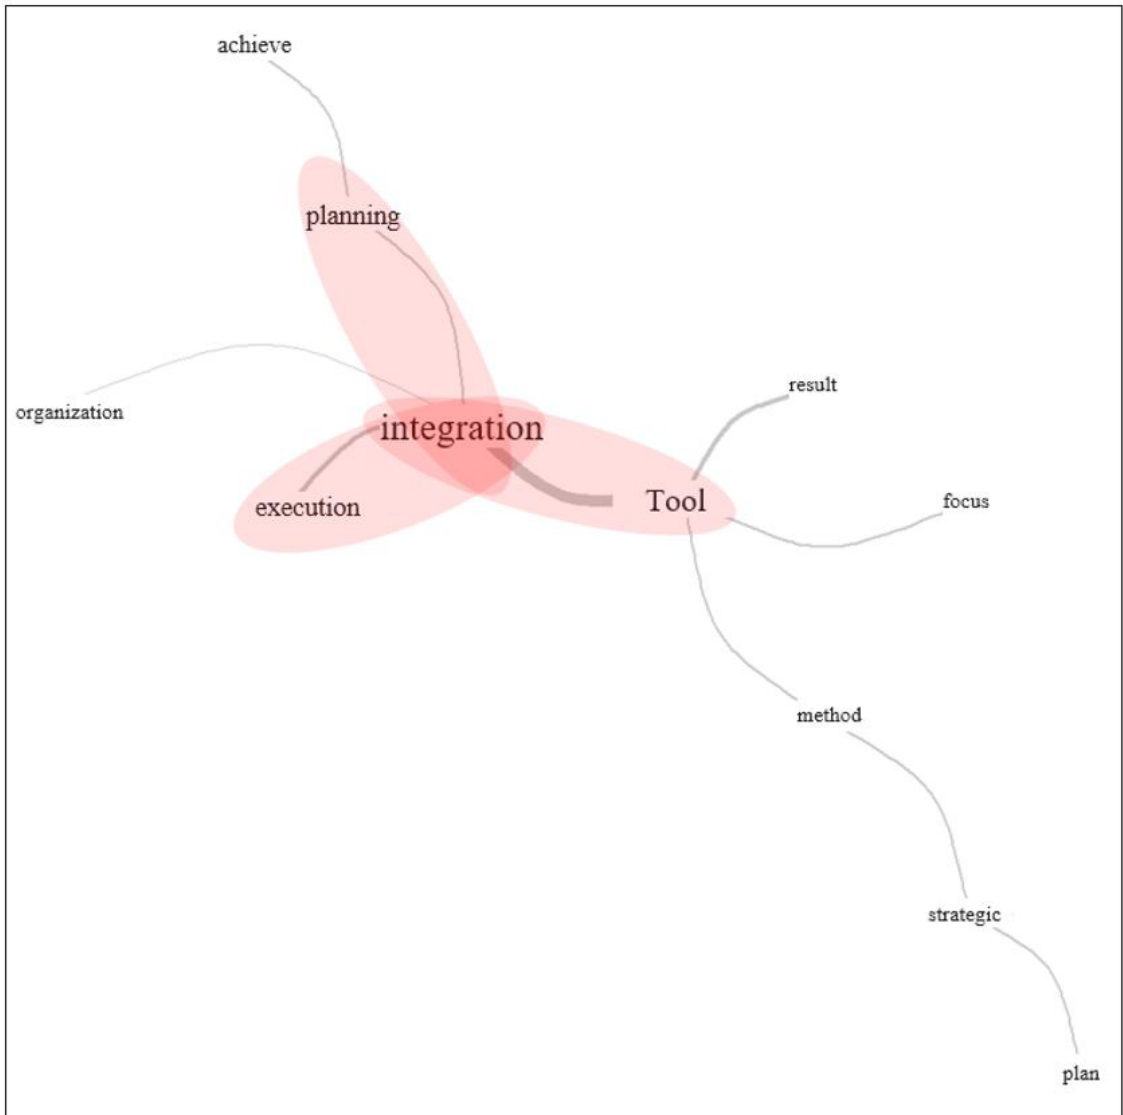 achieve
planning
result
organization
integration
Tool
focus
execution
method
strategic
plan